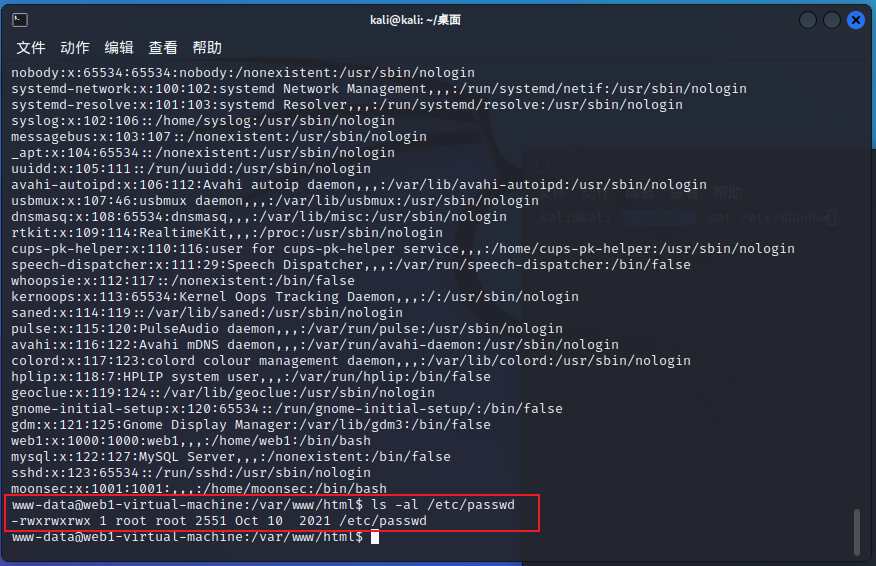 kali@kali: ~/桌面
文件 动作 编辑 查看 帮助
nobody:x:65534:65534:nobody:/nonexistent:/usr/sbin/nologin
systemd-network:x:100:102:systemd Network Management,,,:/run/systemd/netif:/usr/sbin/nologin
systemd-resolve:x:101:103:systemd Resolver,,,:/run/systemd/resolve:/usr/sbin/nologin
syslog:x:102:106::/home/syslog:/usr/sbin/nologin
messagebus:x:103:107::/nonexistent:/usr/sbin/nologin
_apt:x:104:65534::/nonexistent:/usr/sbin/nologin
uuidd:x:105:111::/run/uuidd:/usr/sbin/nologin
avahi-autoipd:x:106:112:Avahi autoip daemon,,,:/var/lib/avahi-autoipd:/usr/sbin/nologin
usbmux:x:107:46:usbmux daemon,,,:/var/lib/usbmux:/usr/sbin/nologin
dnsmasq:x:108:65534:dnsmasq,,,:/var/lib/misc:/usr/sbin/nologin
rtkit:x:109:114:RealtimeKit,,,:/proc:/usr/sbin/nologin
cups-pk-helper:x:110:116:user for cups-pk-helper service,,,:/home/cups-pk-helper:/usr/sbin/nologin
speech-dispatcher:x:111:29:Speech Dispatcher,,,:/var/run/speech-dispatcher:/bin/false
whoopsie:x:112:117::/nonexistent:/bin/false
kernoops:x:113:65534:Kernel Oops Tracking Daemon,,,:/:/usr/sbin/nologin
saned:x:114:119::/var/lib/saned:/usr/sbin/nologin
pulse:x:115:120:PulseAudio daemon,,,:/var/run/pulse:/usr/sbin/nologin
avahi:x:116:122:Avahi mDNS daemon,,,:/var/run/avahi-daemon:/usr/sbin/nologin
colord:x:117:123:colord colour management daemon,,,:/var/lib/colord:/usr/sbin/nologin
hplip:x:118:7:HPLIP system user,,,:/var/run/hplip:/bin/false
geoclue:x:119:124::/var/lib/geoclue:/usr/sbin/nologin
gnome-initial-setup:x:120:65534::/run/gnome-initial-setup/:/bin/false
gdm:x:121:125:Gnome Display Manager:/var/lib/gdm3:/bin/false
web1:x:1000:1000:web1,,,:/home/web1:/bin/bash
mysql:x:122:127:MySQL Server,,,:/nonexistent:/bin/false
sshd:x:123:65534::/run/sshd:/usr/sbin/nologin
moonsec:x:1001:1001:,,,:/home/moonsec:/bin/bash
www-data@web1-virtual-machine:/var/www/html$ ls -al /etc/passwd
-rwxrwxrwx 1 root root 2551 Oct 10  2021 /etc/passwd
www-data@web1-virtual-machine:/var/www/html$
帮助
kali@kali cat /etc/shadow